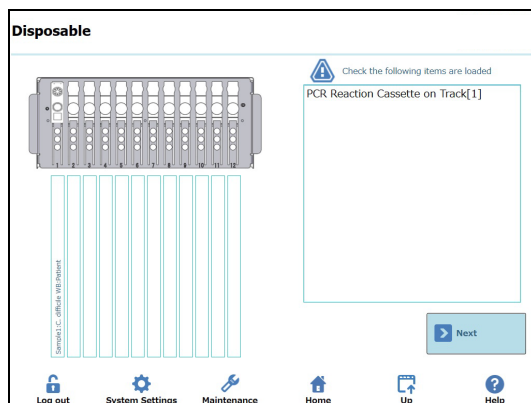 Disposable
Check the following items are loaded
PCR Reaction Cassette on Track[1]
1 2 3 4 5 6 7 8 9 10 11 12
Sample1:C. difficile WB:Patient
Next
Log out System Settings Maintenance Home Up Help